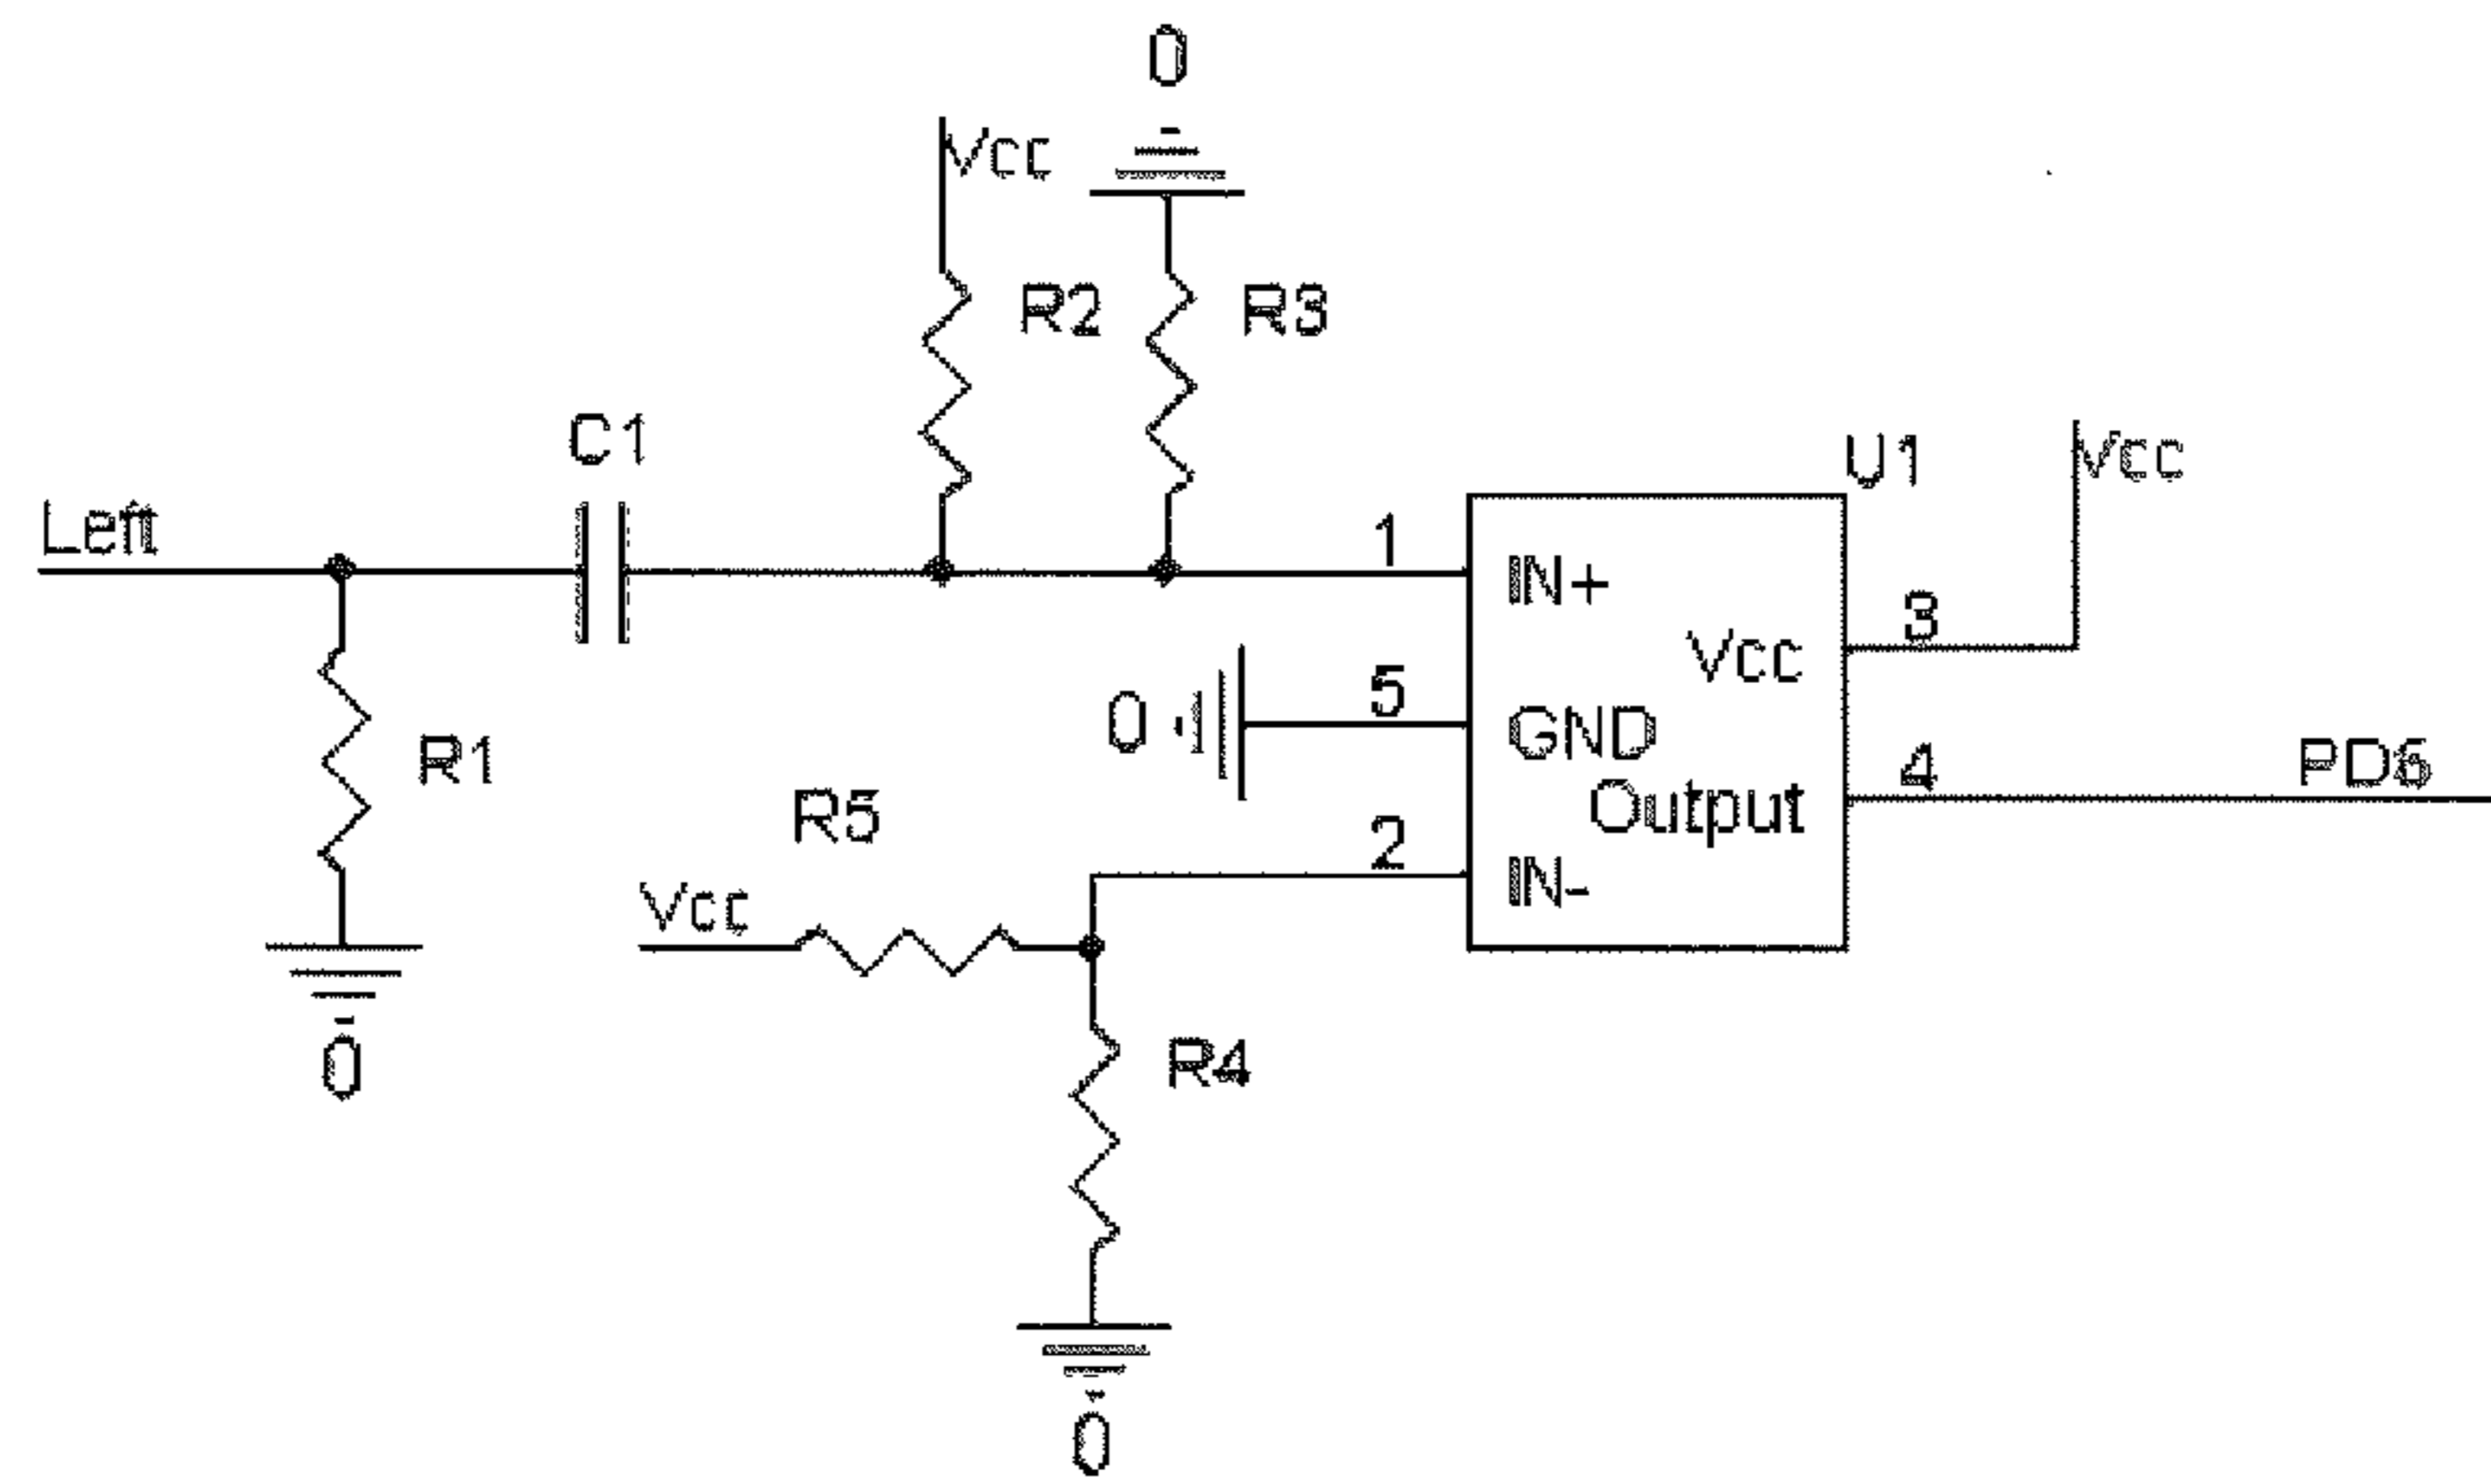 0
Vcc
R2
R3
C1
U1
Vcc
Left
1
IN+
3
Vcc
5
0
GND
R1
4
PD6
Output
R5
2
Vcc
IN-
R4
0
0